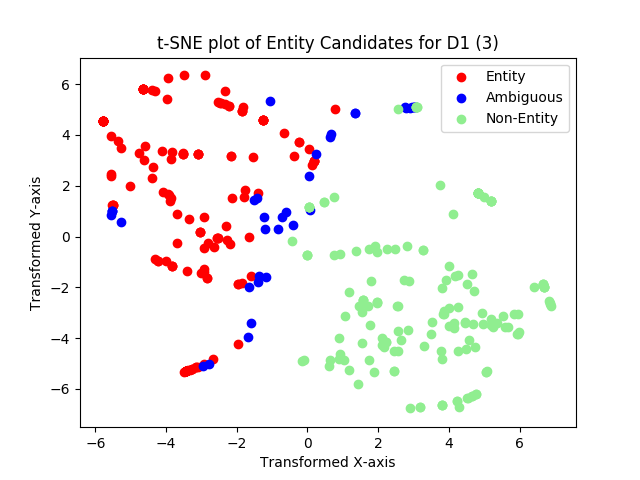 t-SNE plot of Entity Candidates for D1 (3)
Entity
Ambiguous
Non-Entity
6
4
2
0
−2
−4
−6
Transformed Y-axis
−6 −4 −2 0 2 4 6
Transformed X-axis